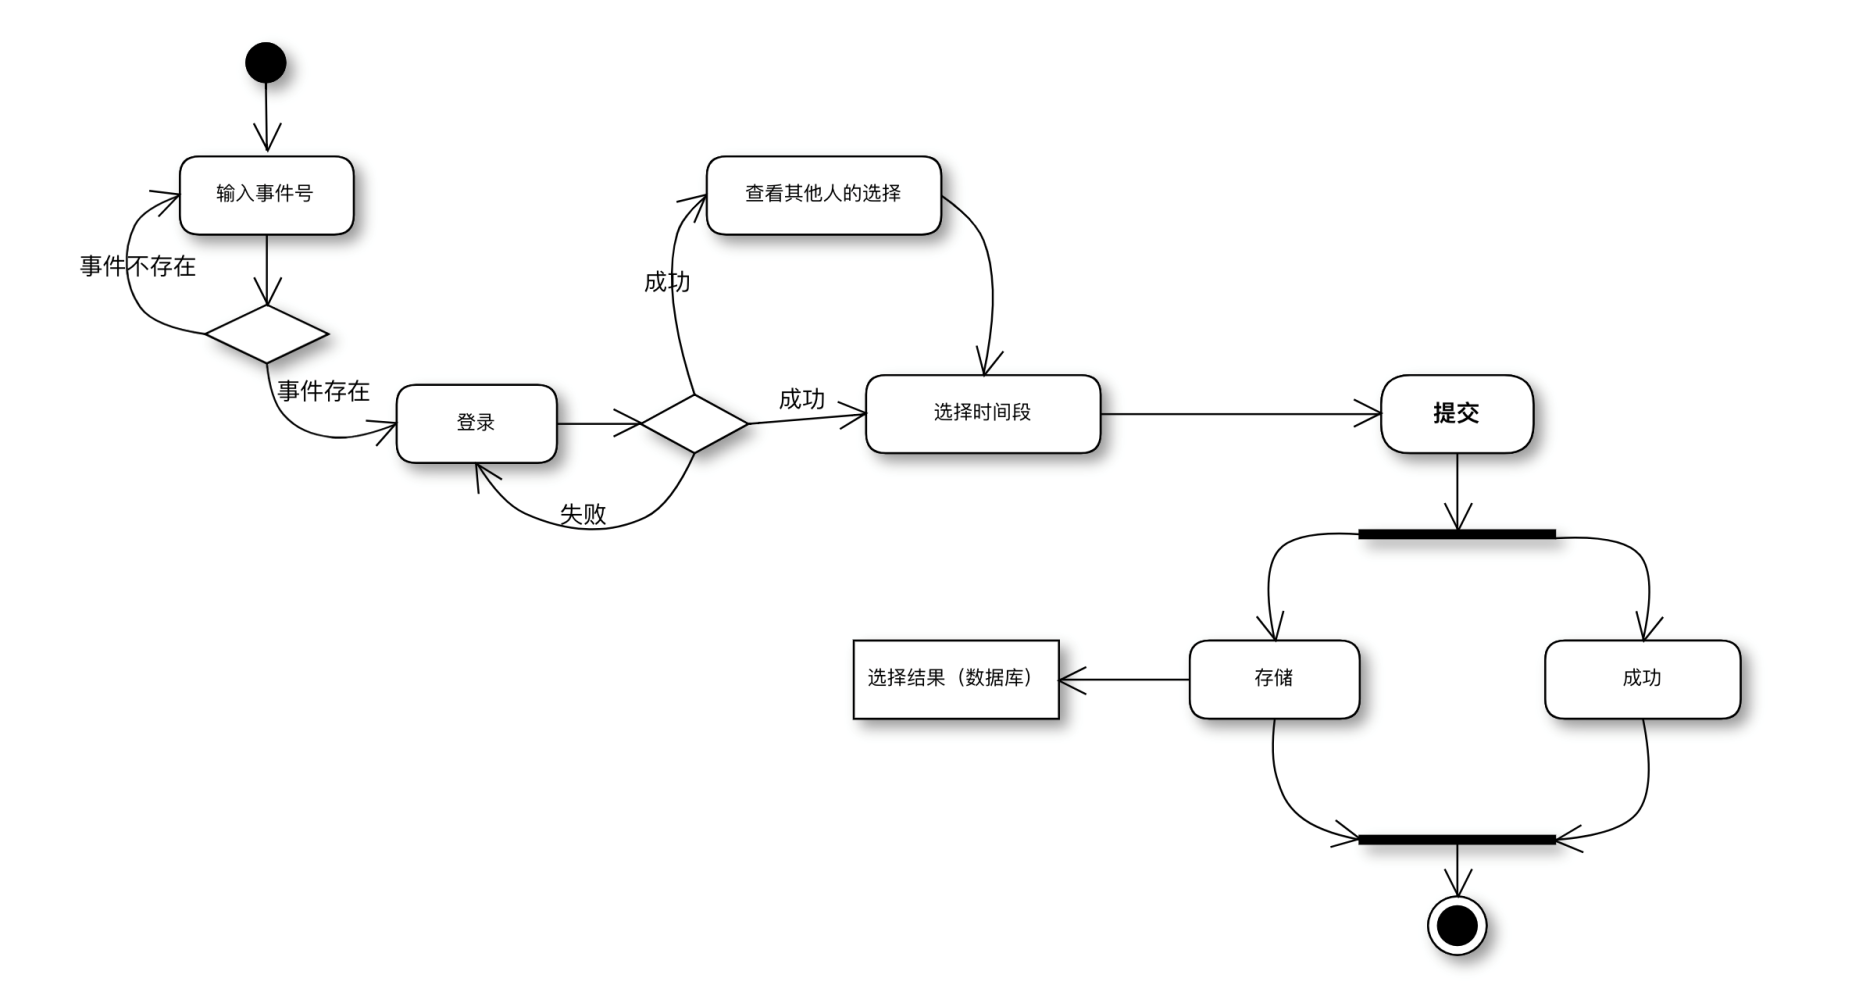 输入事件号
查看其他人的选择
事件不存在
成功
事件存在
登录
成功
选择时间段
提交
失败
选择结果（数据库）
存储
成功